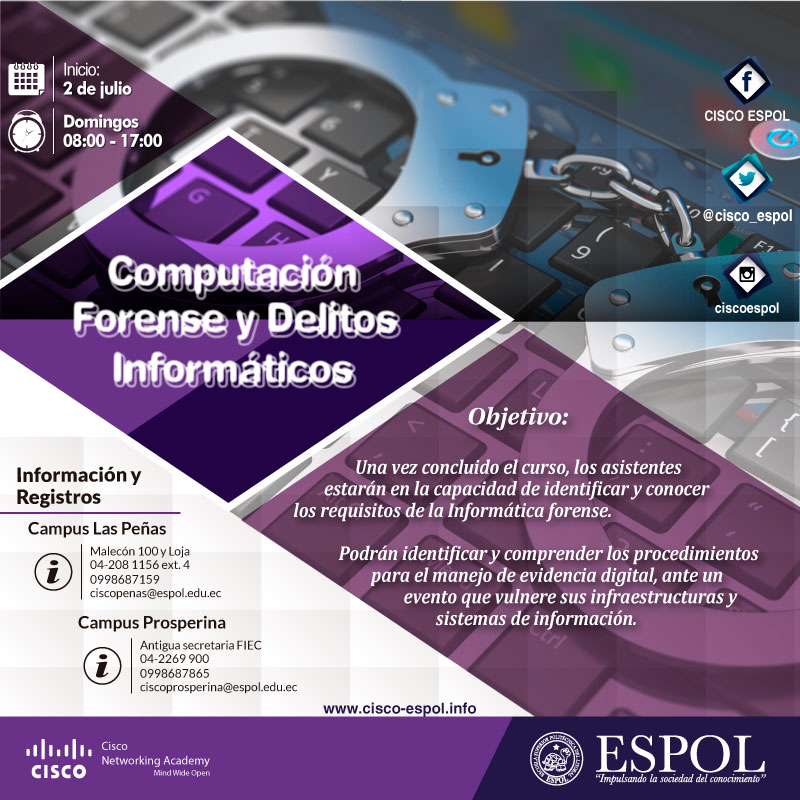 Inicio:
2 de julio
Domingos
08:00 - 17:00
CISCO ESPOL
@cisco_espol
ciscoespol
Computación
Forense y Delitos
Informáticos
Objetivo:
Una vez concluido el curso, los asistentes
estarán en la capacidad de identificar y conocer
los requisitos de la Informática forense.
Podrán identificar y comprender los procedimientos
para el manejo de evidencia digital, ante un
evento que vulnere sus infraestructuras y
sistemas de información.
Información y
Registros
Campus Las Peñas
Malecón 100 y Loja
04-208 1156 ext. 4
0998687159
ciscopenas@espol.edu.ec
Campus Prosperina
Antigua secretaria FIEC
04-2269 900
0998687865
ciscoprosperina@espol.edu.ec
www.cisco-espol.info
CISCO
Cisco
Networking Academy
Mind Wide Open
ESPOL
ESPOL
"Impulsando la sociedad del conocimiento"